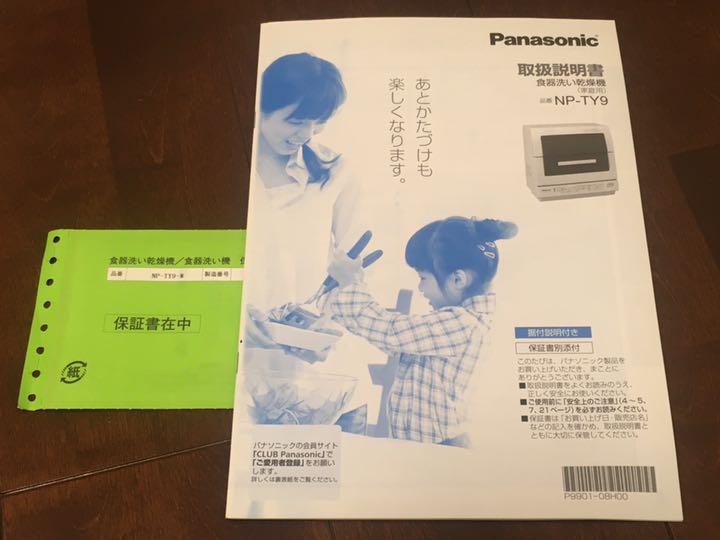 Panasonic
取扱説明書
食器洗い乾燥機
(家庭用)
品番 NP-TY9
あとかたづけも
楽しくなります。
据付説明付き
保証書別添付
このたびは、パナソニック製品を
お買い上げいただき、まことに
ありがとうございます。
■取扱説明書をよくお読みのうえ、
正しく安全にお使いください。
■ご使用前に「安全上のご注意」(4～5、
7、21ページ)を必ずお読みください。
■保証書は「お買い上げ日・販売店名」
などの記入を確かめ、取扱説明書と
ともに大切に保管してください。
パナソニックの会員サイト
「CLUB Panasonic」で
「ご愛用者登録」をお願い
します。
詳しくは裏表紙をご覧ください。
P9901-08H00
食器洗い乾燥機/食器洗い機
品番 NP-TY9-W 製造番号
保証書在中
紙